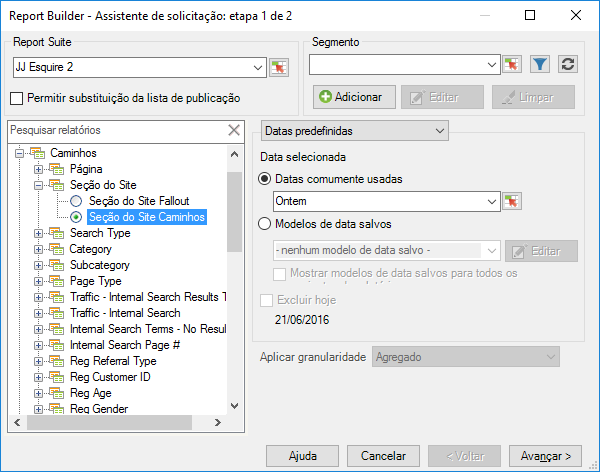 Report Builder - Assistente de solicitação: etapa 1 de 2
Report Suite
JJ Esquire 2
Permitir substituição da lista de publicação
Segmento
Adicionar
Editar
Limpar
Pesquisar relatórios
Caminhos
Página
Seção do Site
Seção do Site Fallout
Seção do Site Caminhos
Search Type
Category
Subcategory
Page Type
Traffic - Internal Search Results T
Traffic - Internal Search
Internal Search Terms - No Resul
Internal Search Page #
Reg Referral Type
Reg Customer ID
Reg Age
Reg Gender
Datas predefinidas
Data selecionada
Datas comumente usadas
Ontem
Modelos de data salvos
- nenhum modelo de data salvo -
Editar
Mostrar modelos de data salvos para todos os
Excluir hoje
21/06/2016
Aplicar granularidade
Agregado
Ajuda
Cancelar
< Voltar
Avançar >